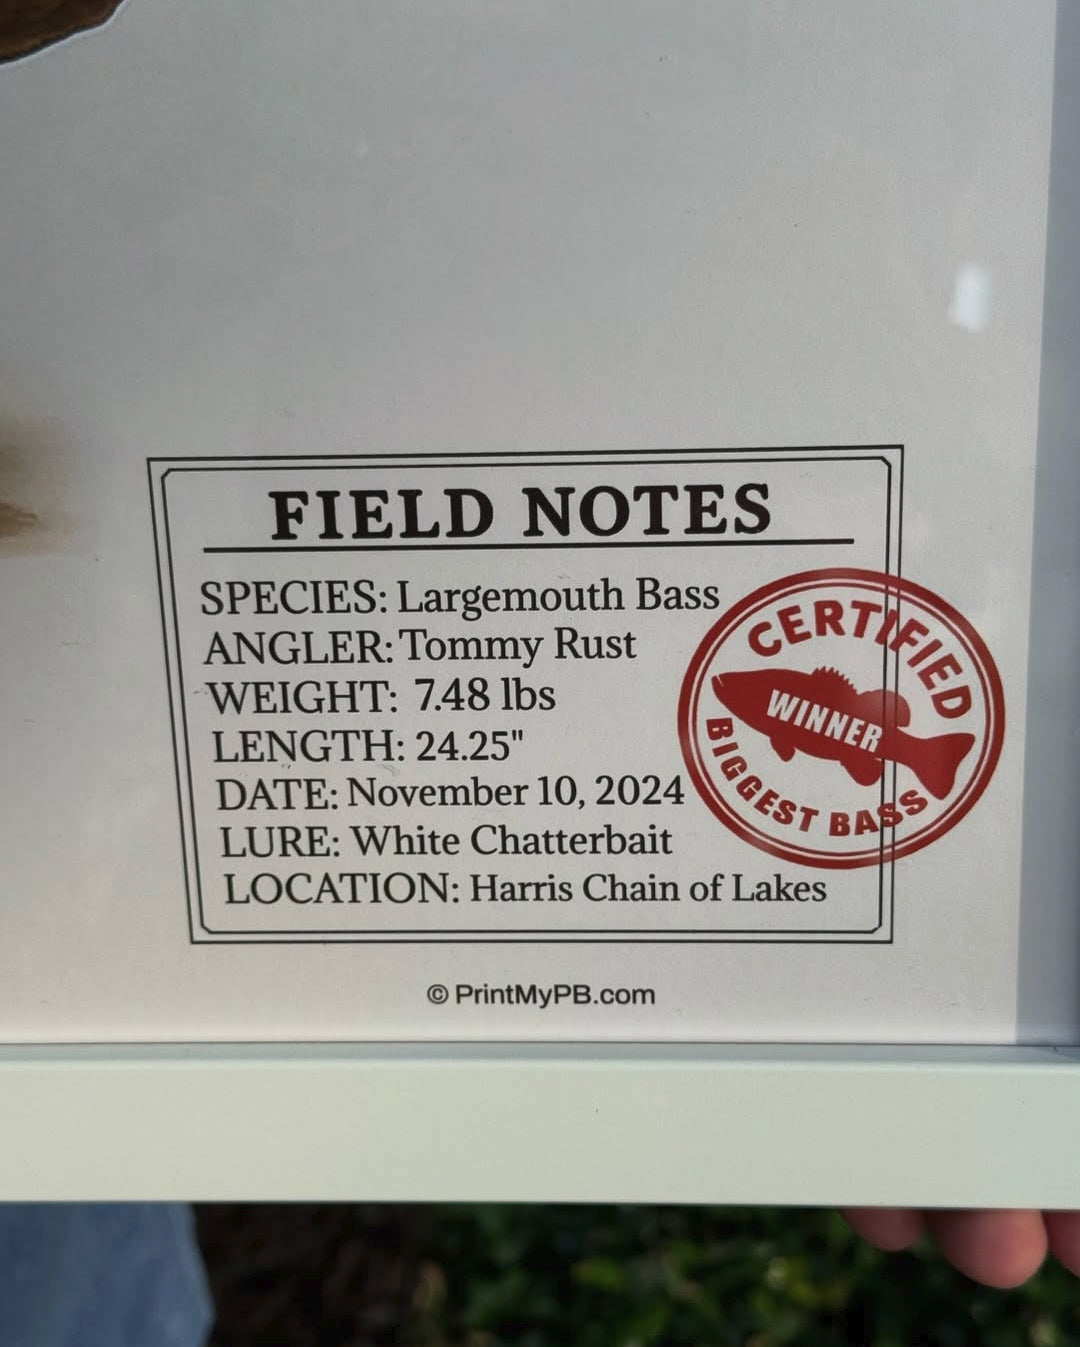 FIELD NOTES
SPECIES: Largemouth Bass
ANGLER: Tommy Rust
WEIGHT: 7.48 lbs
LENGTH: 24.25"
DATE: November 10, 2024
LURE: White Chatterbait
LOCATION: Harris Chain of Lakes
CERTIFIED
WINNER
BIGGEST BASS
© PrintMyPB.com